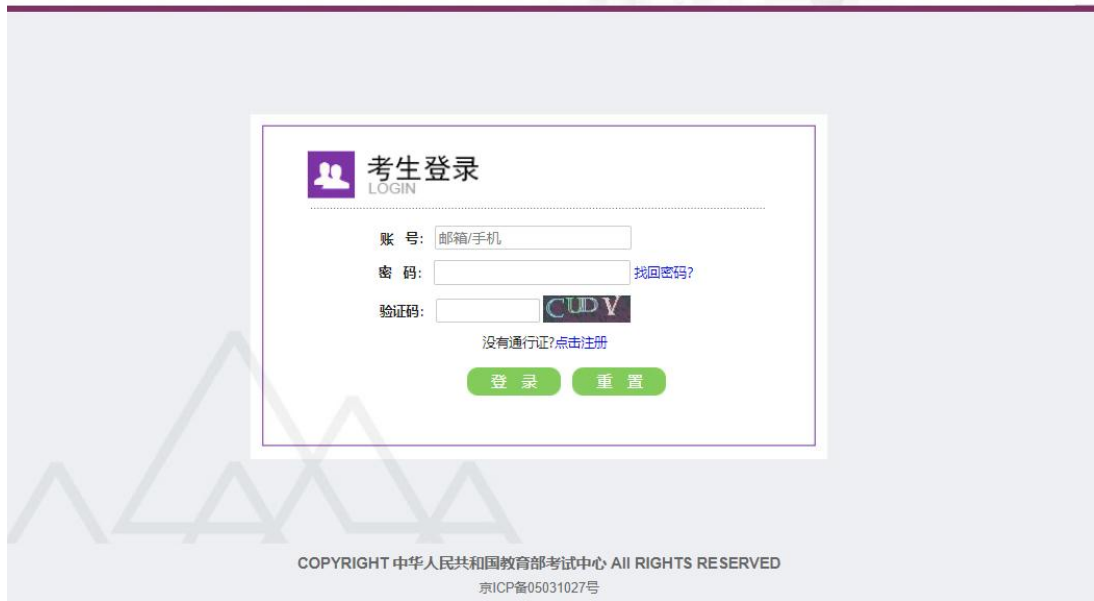 考生登录
LOGIN
账 号: 邮箱/手机
密 码: 找回密码?
验证码: CUDV
没有通行证?点击注册
登 录 重 置
COPYRIGHT 中华人民共和国教育部考试中心 All RIGHTS RESERVED
京ICP备05031027号